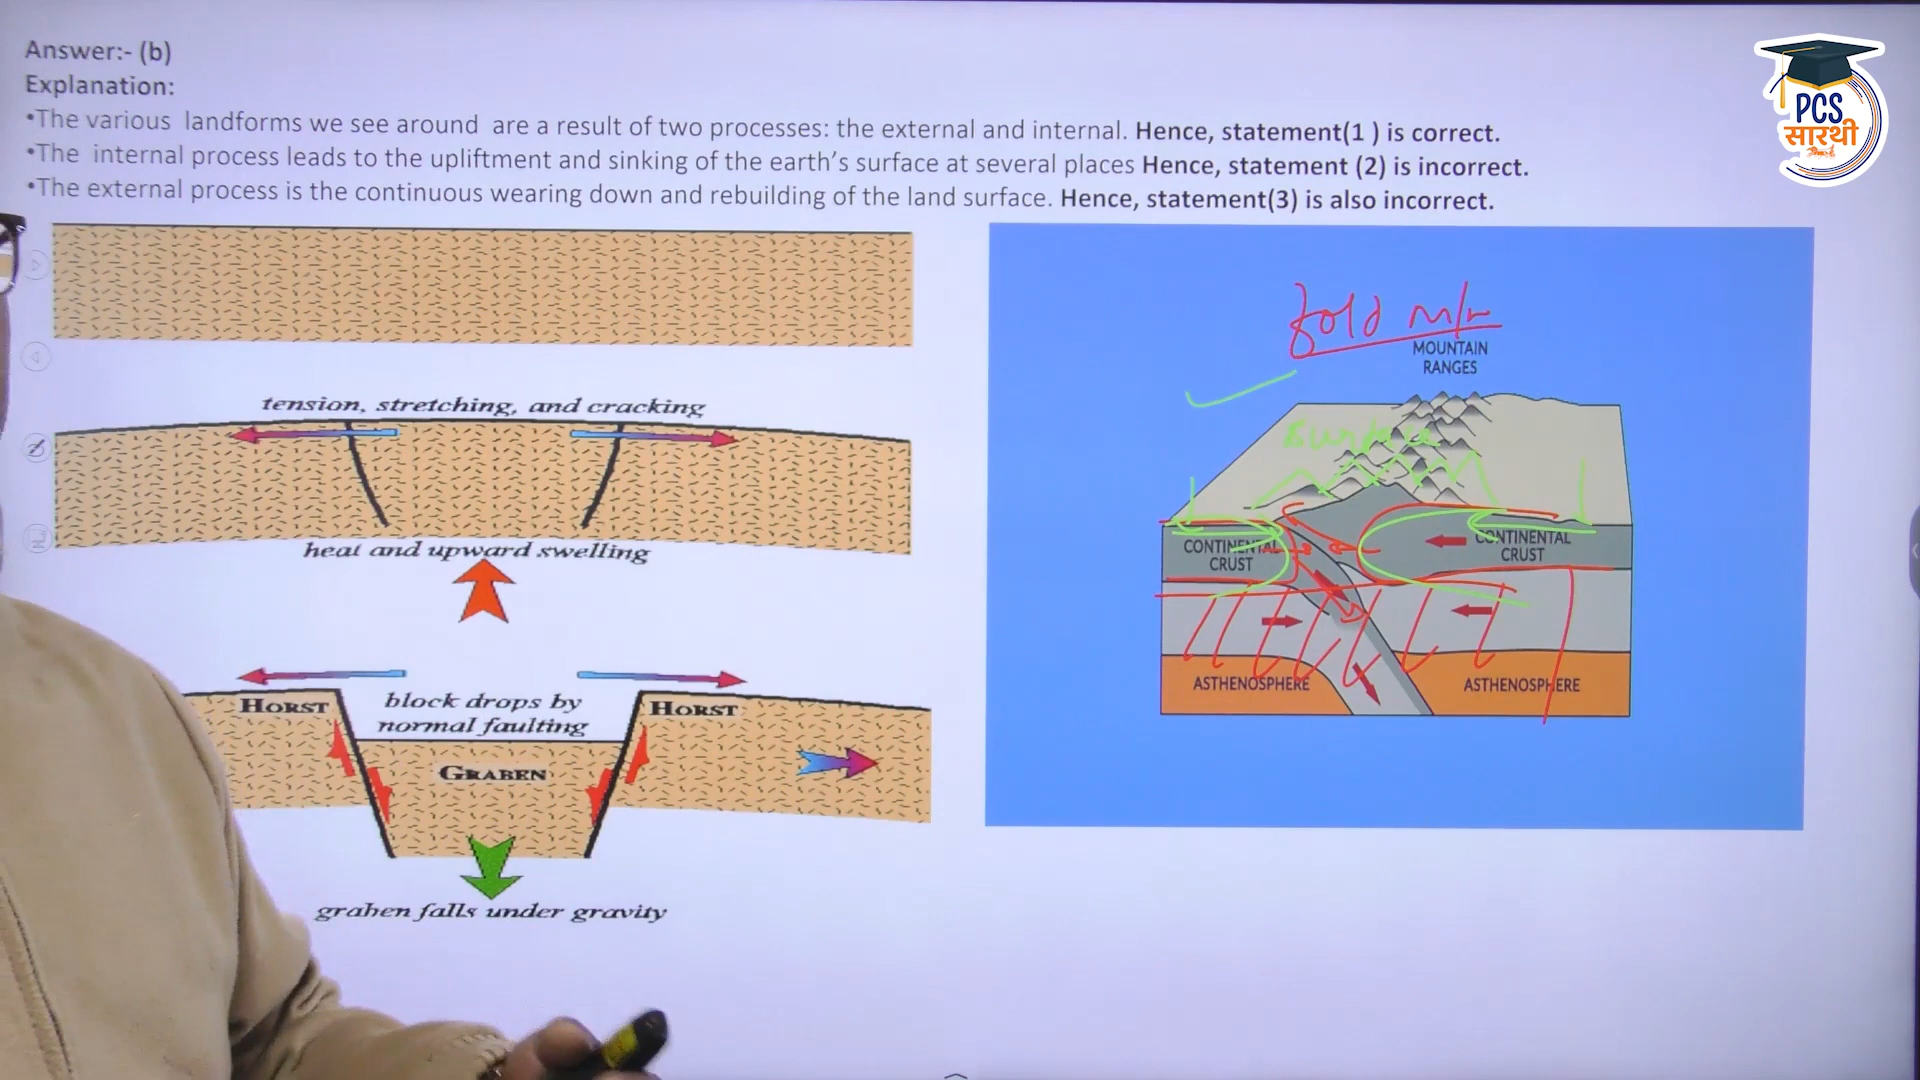 Answer:- (b)
Explanation:
•The various landforms we see around are a result of two processes: the external and internal. Hence, statement(1 ) is correct.
•The internal process leads to the upliftment and sinking of the earth’s surface at several places Hence, statement (2) is incorrect.
•The external process is the continuous wearing down and rebuilding of the land surface. Hence, statement(3) is also incorrect.
PCS
सारथी
tension, stretching, and cracking
heat and upward swelling
HORST
block drops by
normal faulting
HORST
GRABEN
graben falls under gravity
fold
MOUNTAIN
RANGES
CONTINENTAL
CRUST
CONTINENTAL
CRUST
ASTHENOSPHERE
ASTHENOSPHERE